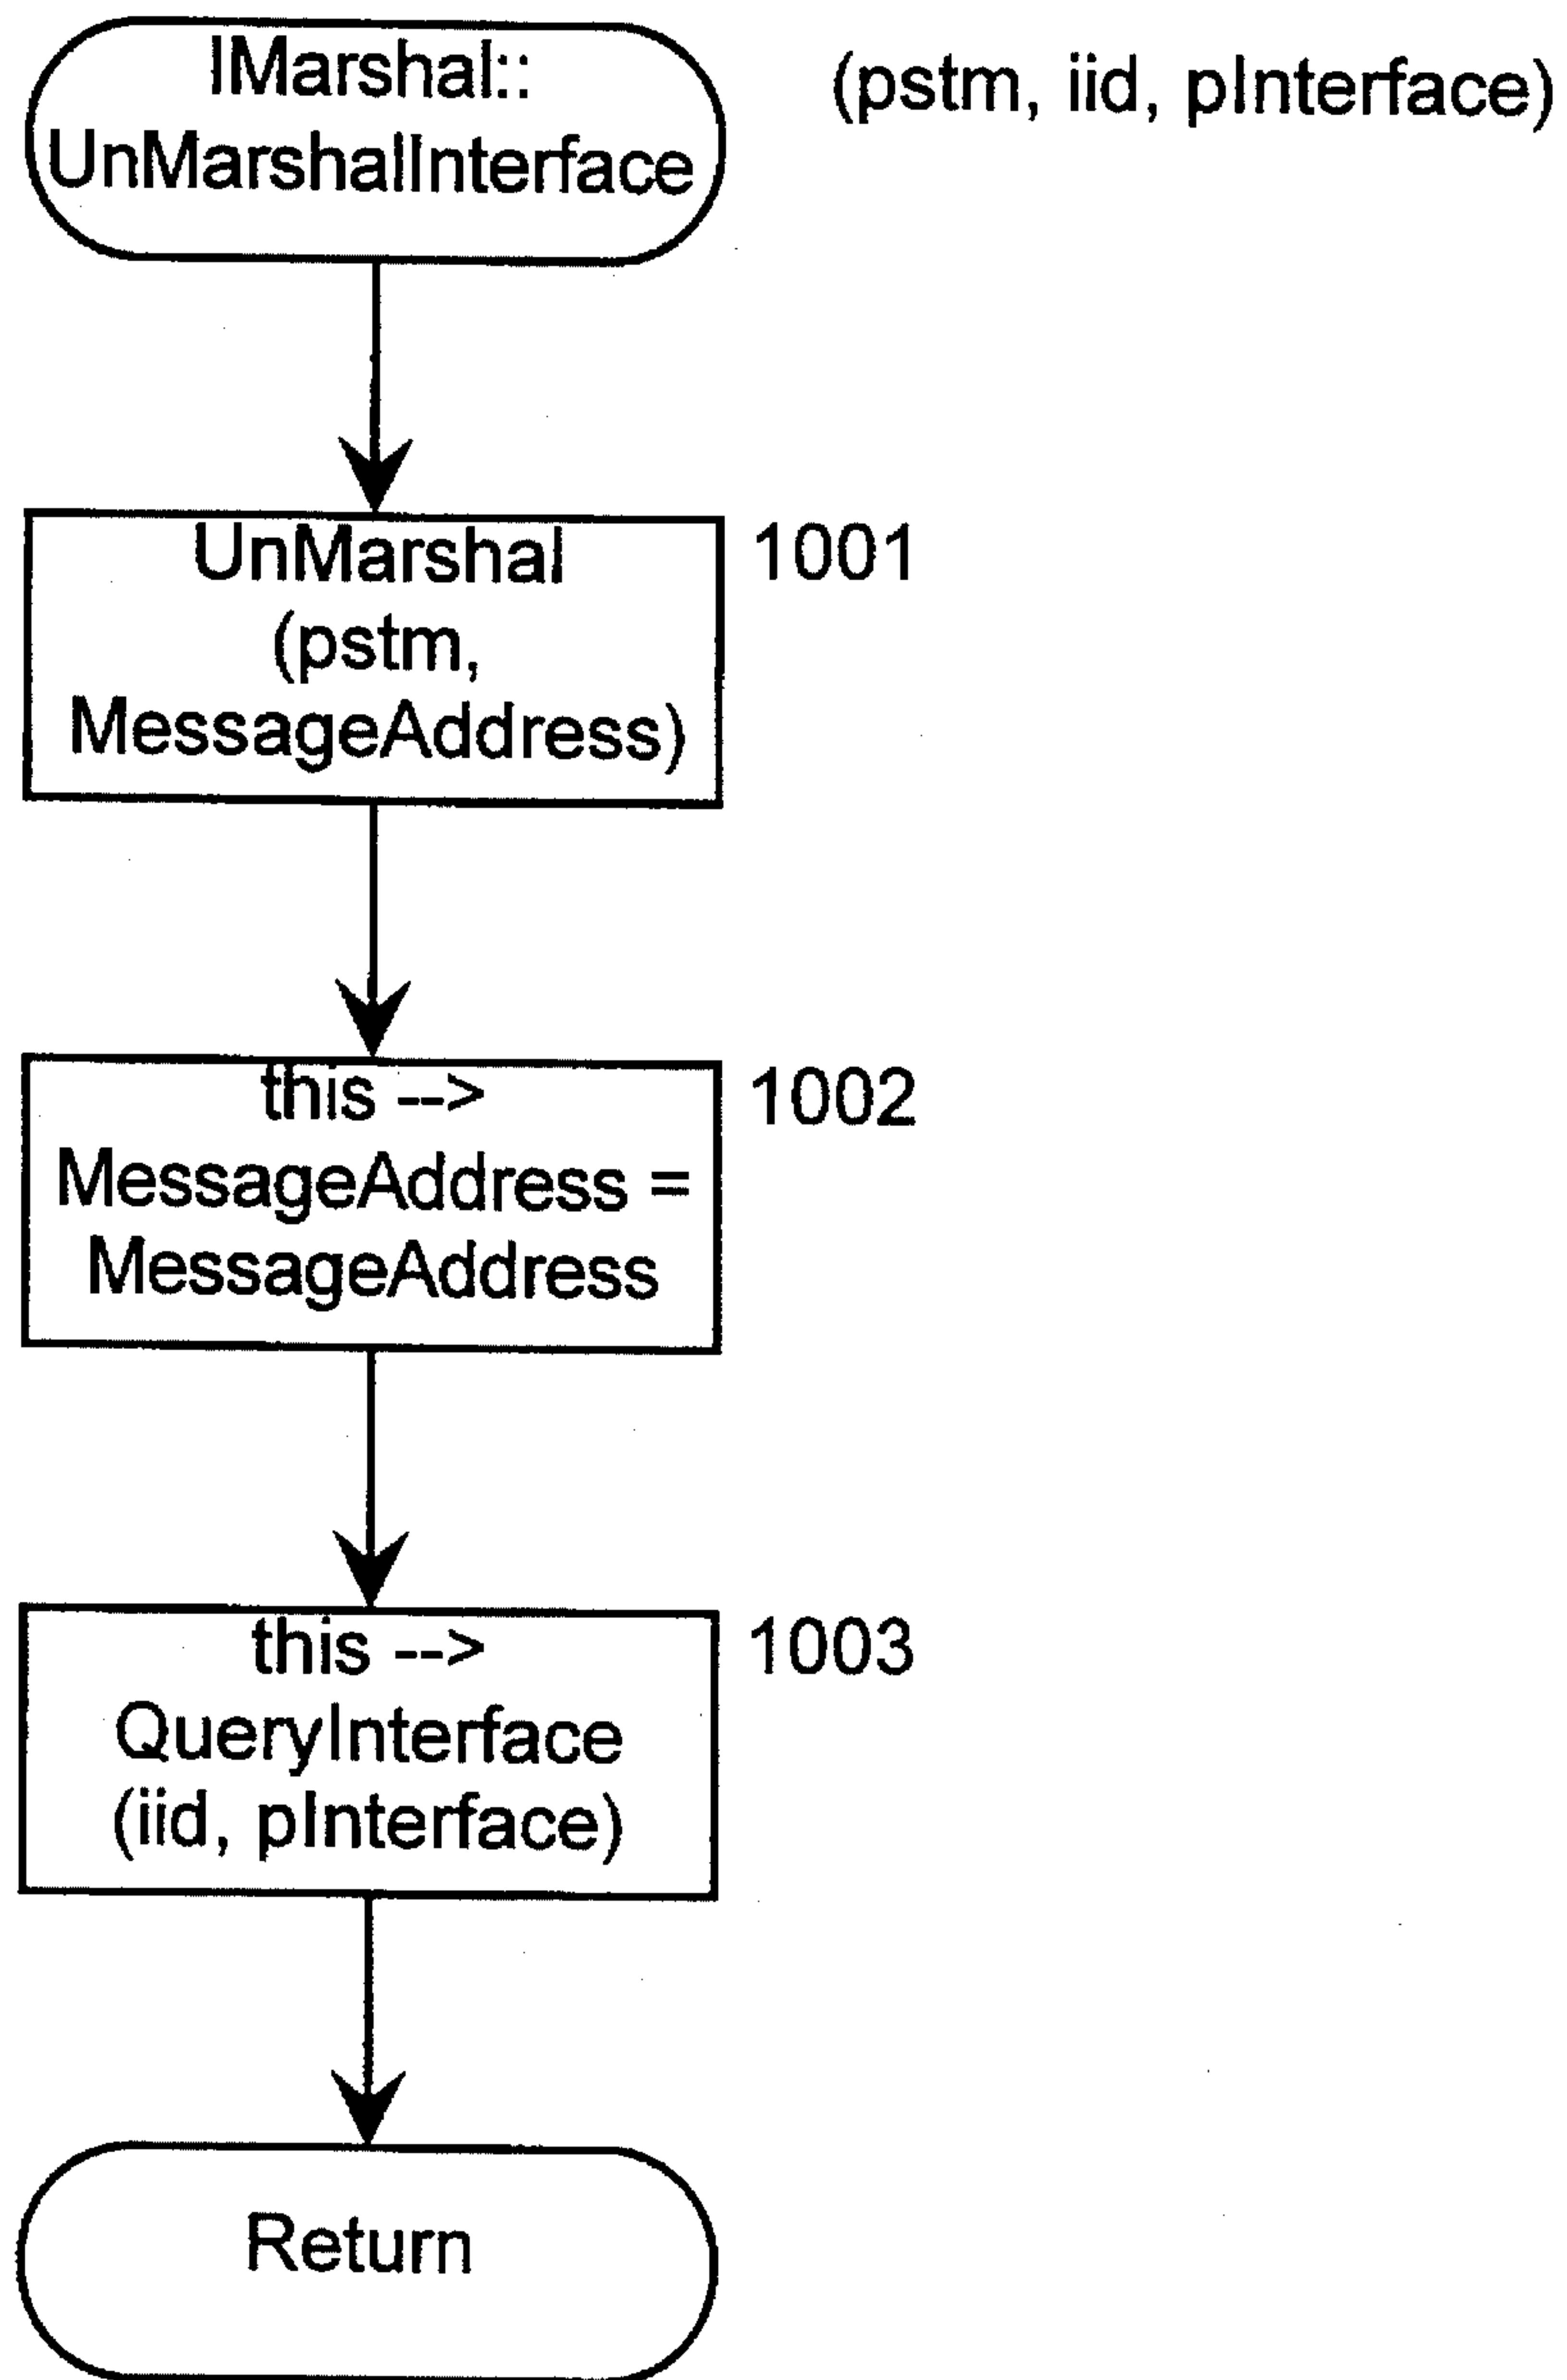 IMarshal::
UnMarshalInterface
(pstm, iid, pInterface)
UnMarshal
(pstm,
MessageAddress)
1001
this -->
MessageAddress =
MessageAddress
1002
this -->
QueryInterface
(iid, pInterface)
1003
Return